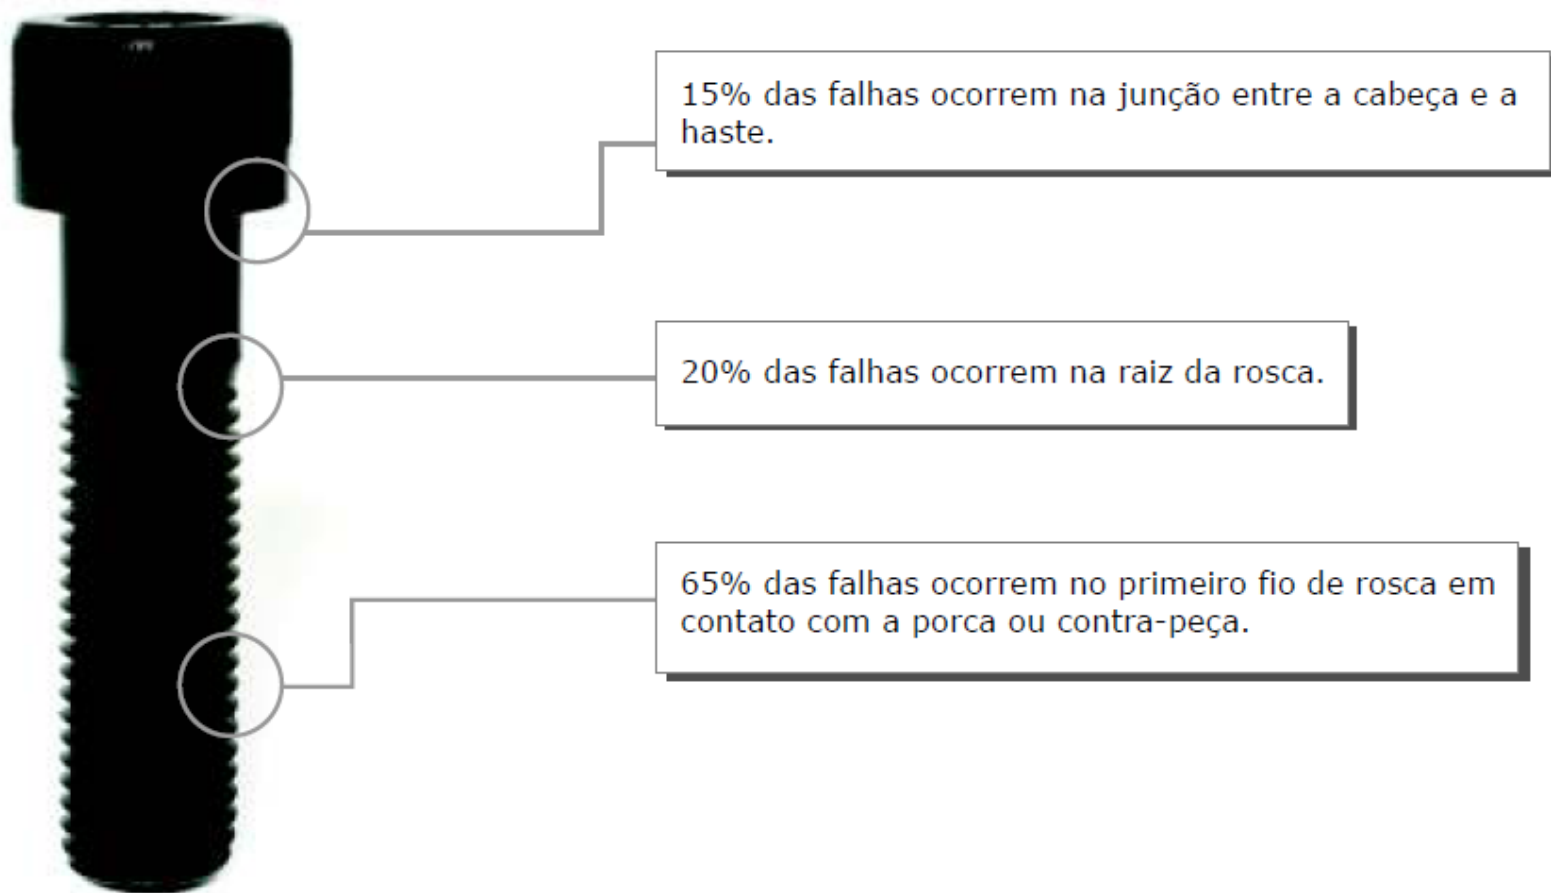 15% das falhas ocorrem na junção entre a cabeça e a
haste.
20% das falhas ocorrem na raiz da rosca.
65% das falhas ocorrem no primeiro fio de rosca em
contato com a porca ou contra-peça.